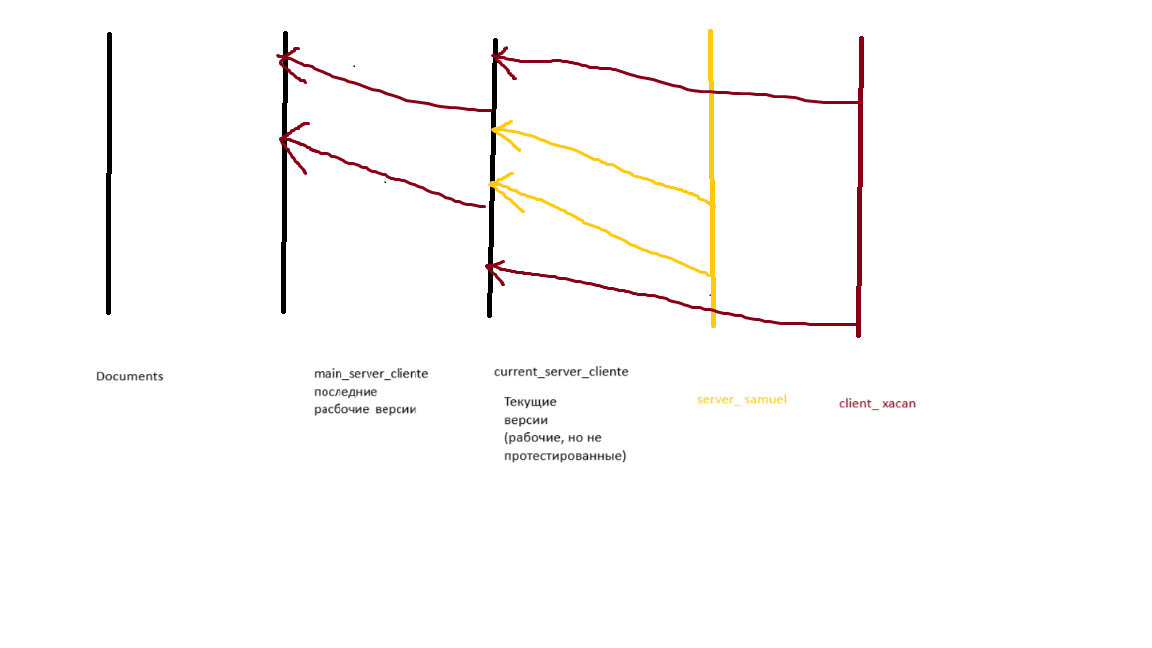 Documents
main_server_cliente
последние
расбочие версии
current_server_cliente
Текущие
версии
(рабочие, но не
протестированные)
server_ samuel
client_ xacan